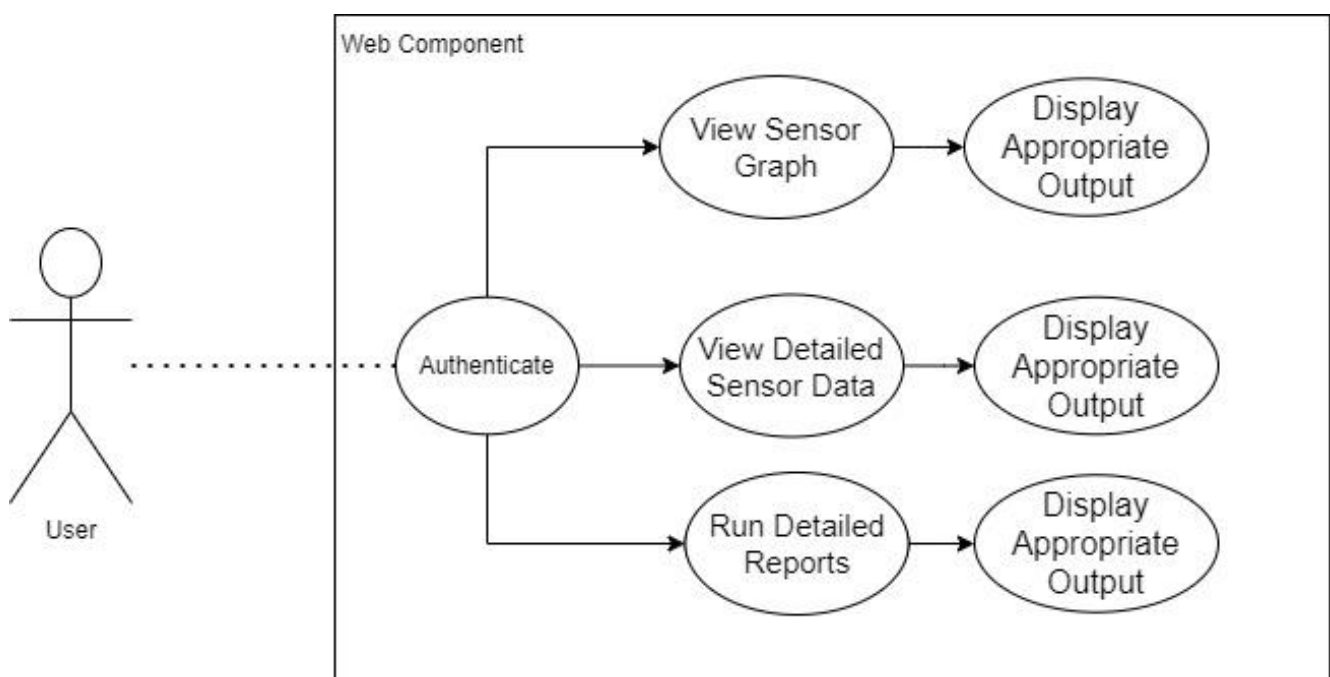 Web Component
View Sensor
Graph
Display
Appropriate
Output
Authenticate
View Detailed
Sensor Data
Display
Appropriate
Output
User
Run Detailed
Reports
Display
Appropriate
Output